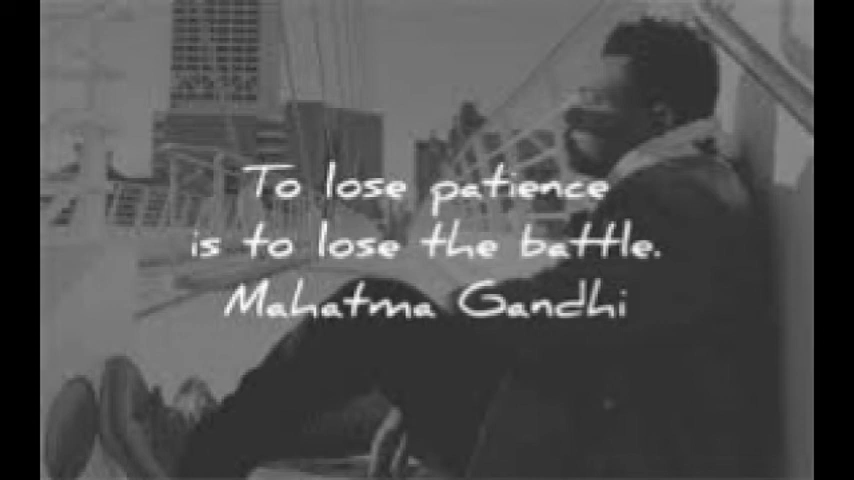 To lose patience
is to lose the battle.
Mahatma Gandhi